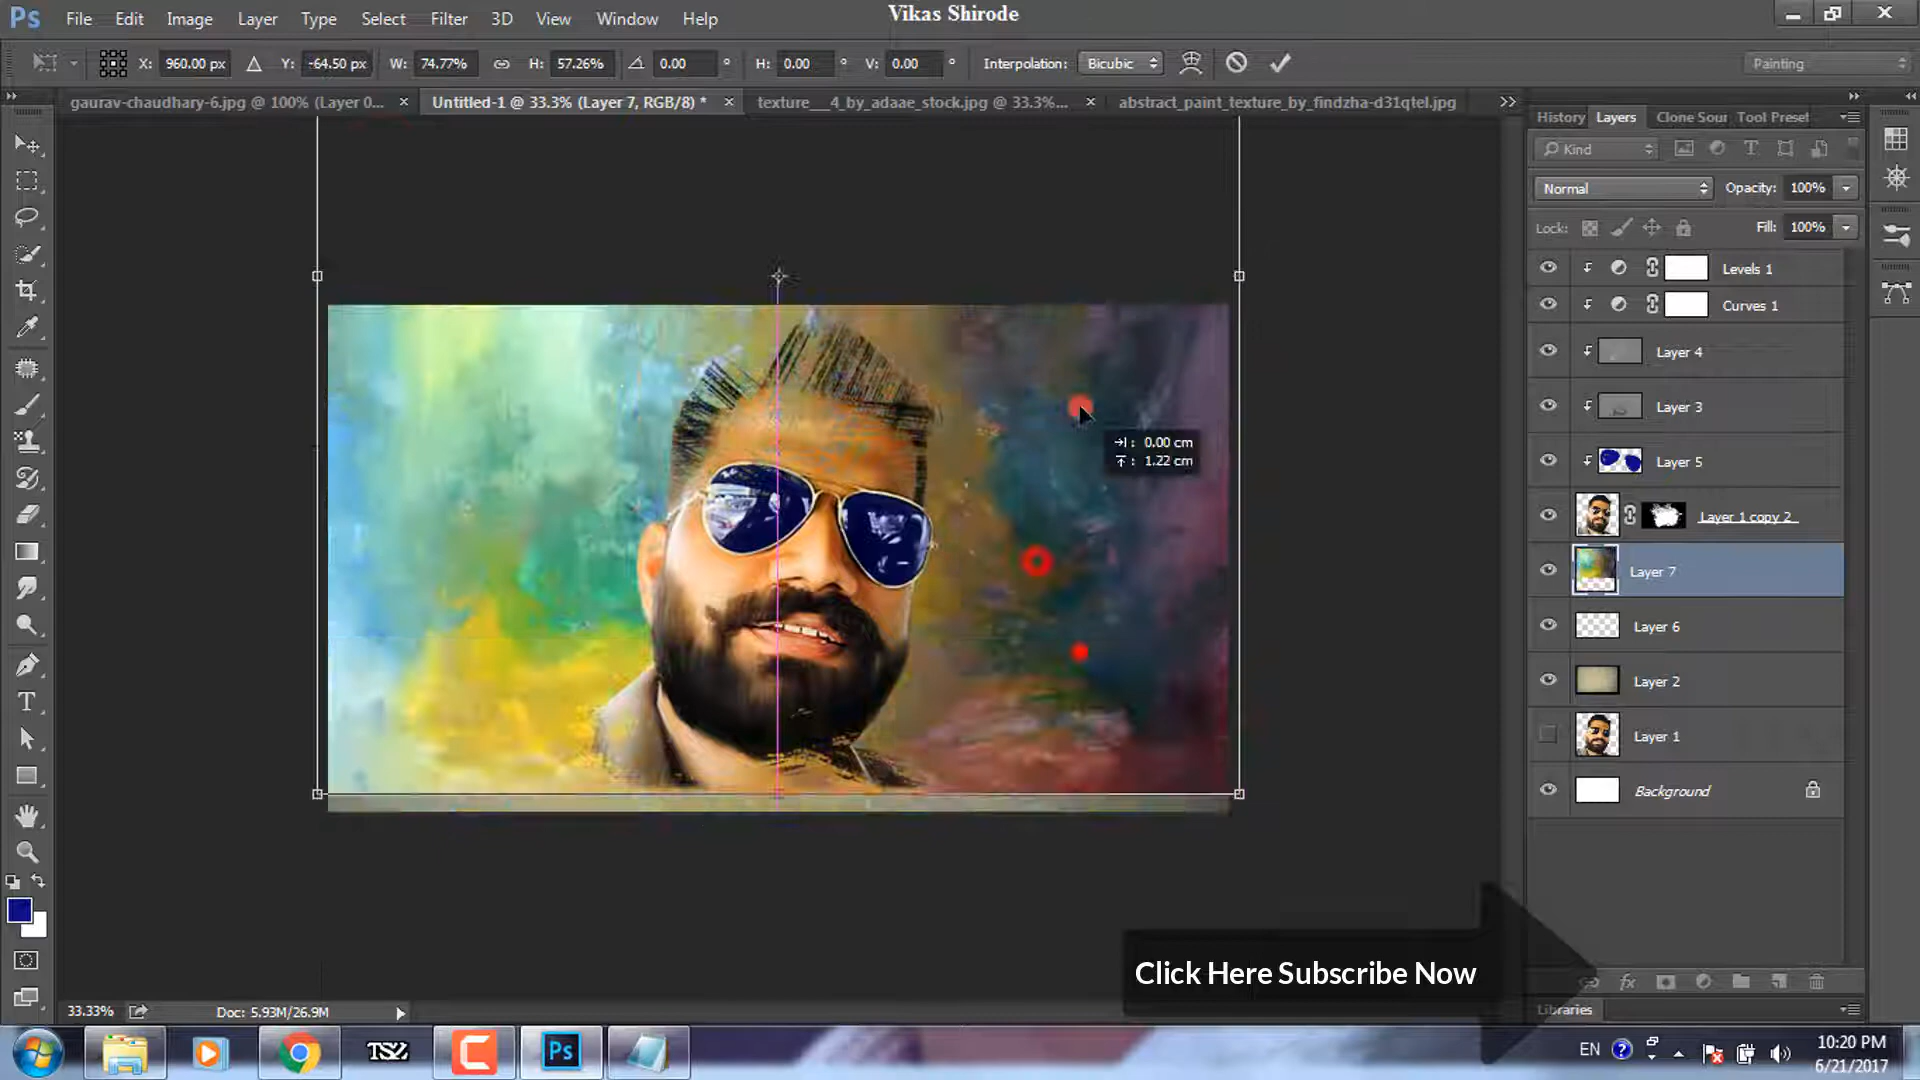 Vikas Shirode
Ps File Edit Image Layer Type Select Filter 3D View Window Help
X: 960.00 px Y: -64.50 px W: 74.77% H: 57.26% 0.00 ° H: 0.00 ° V: 0.00 ° Interpolation: Bicubic Painting
gaurav-chaudhary-6.jpg @ 100% (Layer 0... × Untitled-1 @ 33.3% (Layer 7, RGB/8) * × texture__4_by_adaae_stock.jpg @ 33.3%... × abstract_paint_texture_by_findzha-d31qtel.jpg
History Layers Clone Sour Tool Preset
Kind
Normal Opacity: 100%
Lock: Fill: 100%
Levels 1
Curves 1
Layer 4
Layer 3
Layer 5
Layer 1 copy 2
Layer 7
Layer 6
Layer 2
Layer 1
Background
fx
Libraries
0.00 cm
1.22 cm
Click Here Subscribe Now
33.33% Doc: 5.93M/26.9M
TS2 Ps EN 10:20 PM
6/21/2017